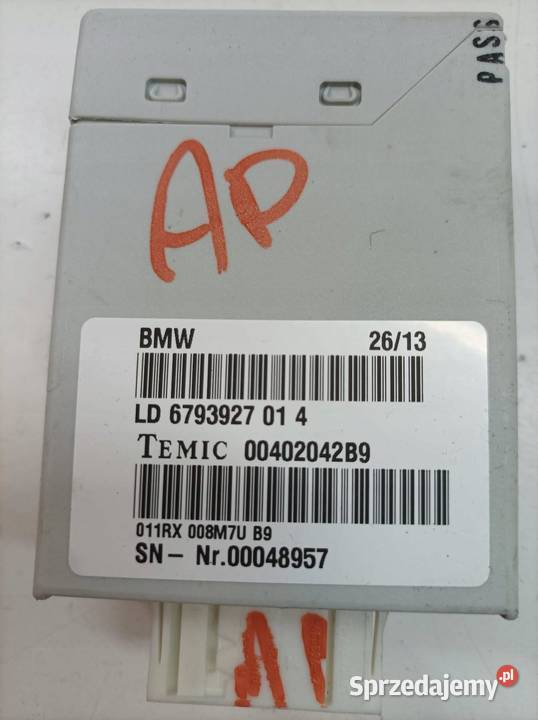 PASS
AP
BMW 26/13
LD 6793927 01 4
TEMIC 00402042B9
011RX 008M7U B9
SN- Nr.00048957
Sprzedajemy.pl